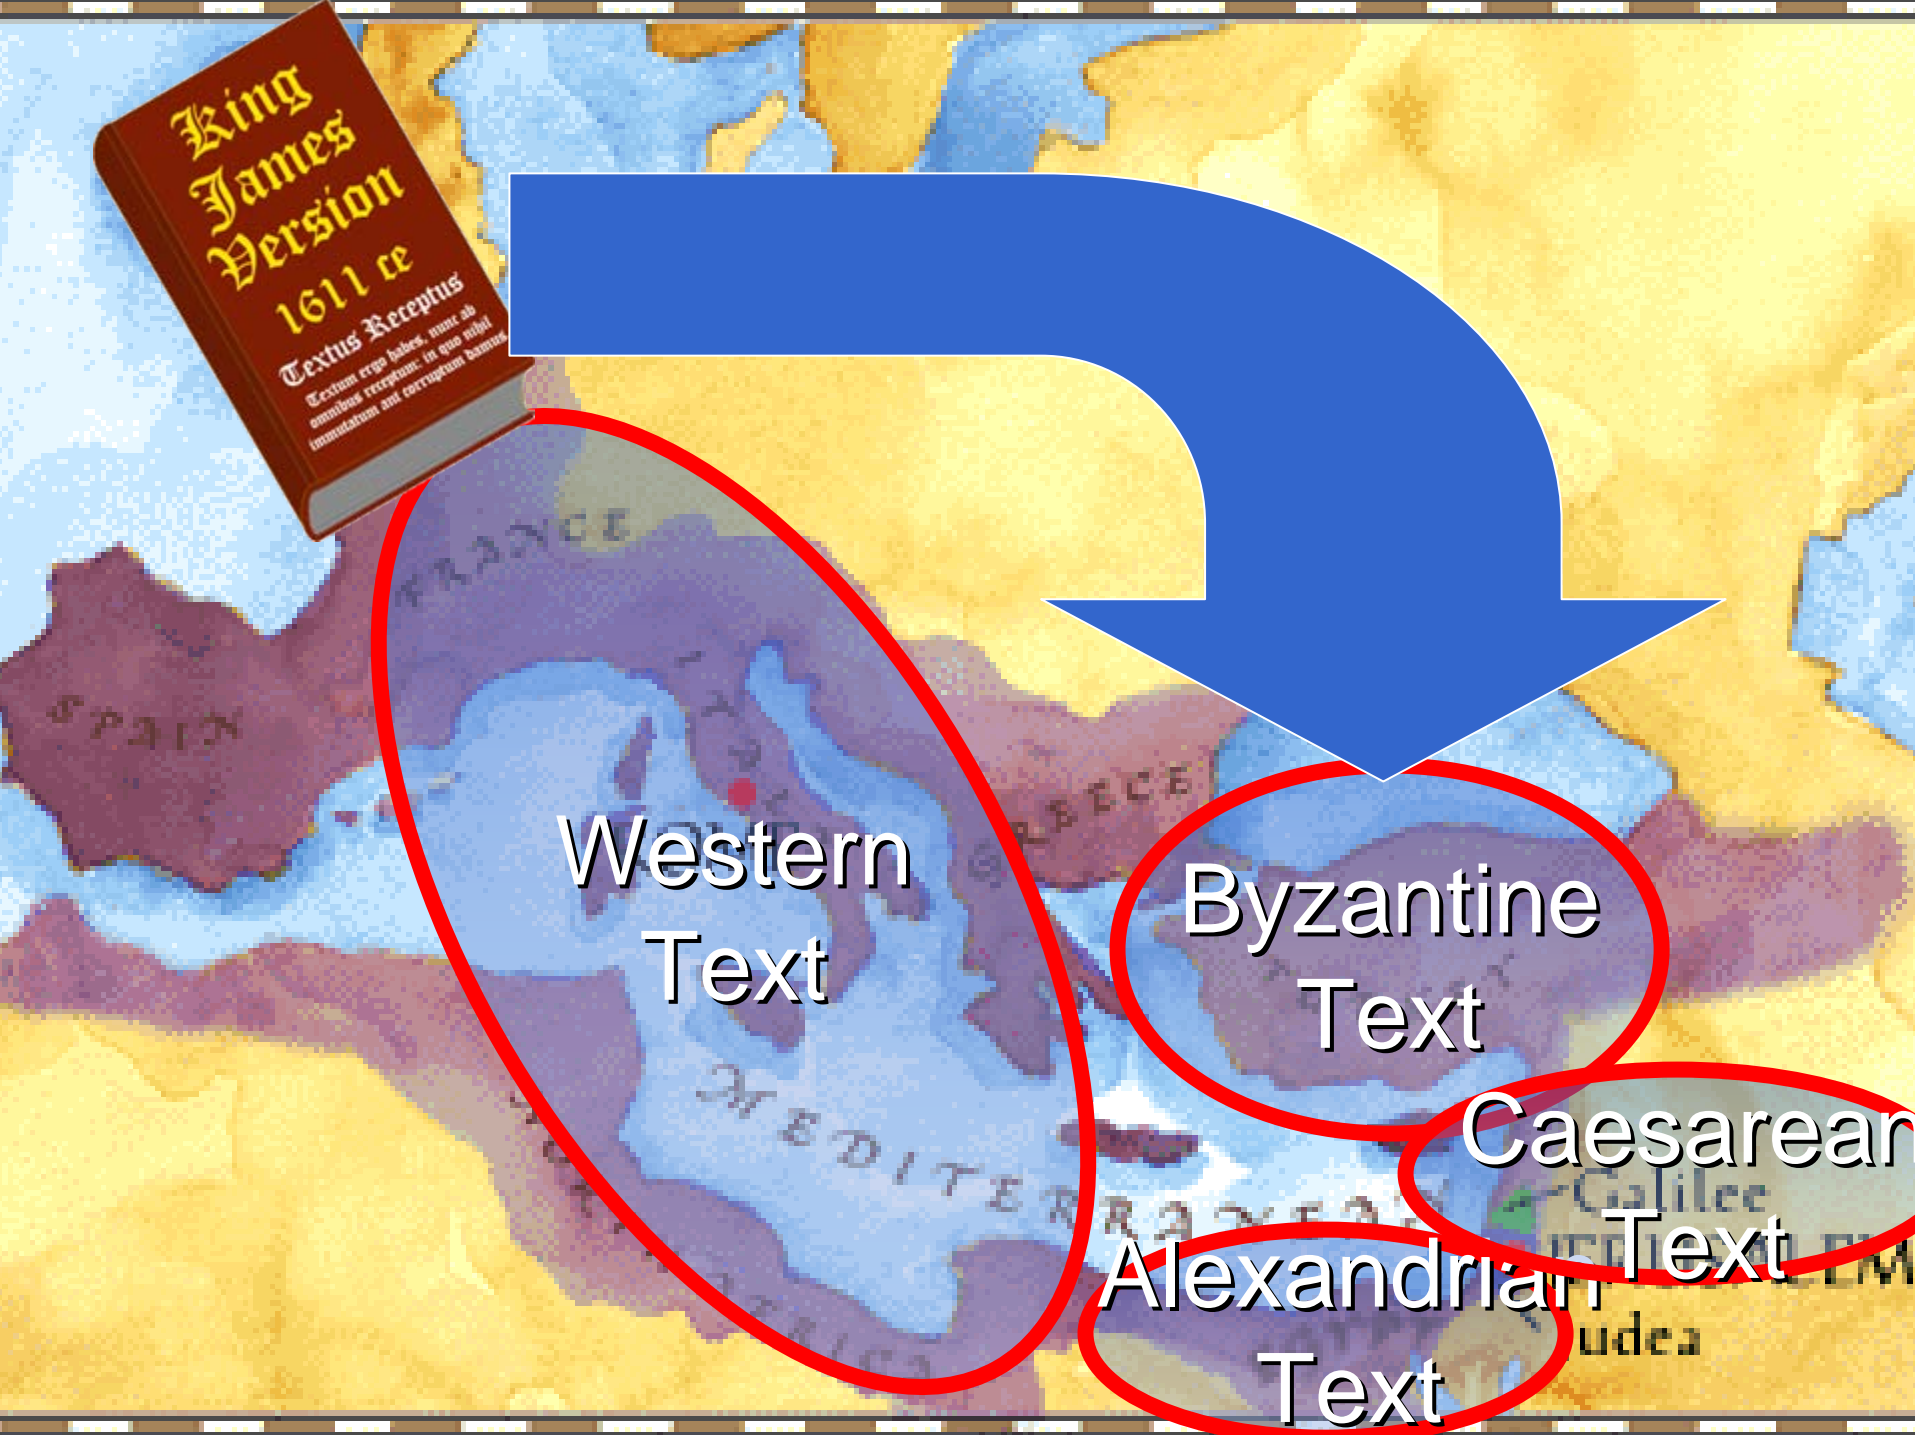 King
James
Version
1611 ce
Textus Receptus
Textum ergo habes, nunc ab
omnibus receptum: in quo nihil
immutatum aut corruptum damus
FRANCE
SPAIN
ITALY
GREECE
Western
Text
Byzantine
Text
MEDITERRANEAN
Caesarean
Text
Galilee
Alexandrian
Text
AFRICA
udea